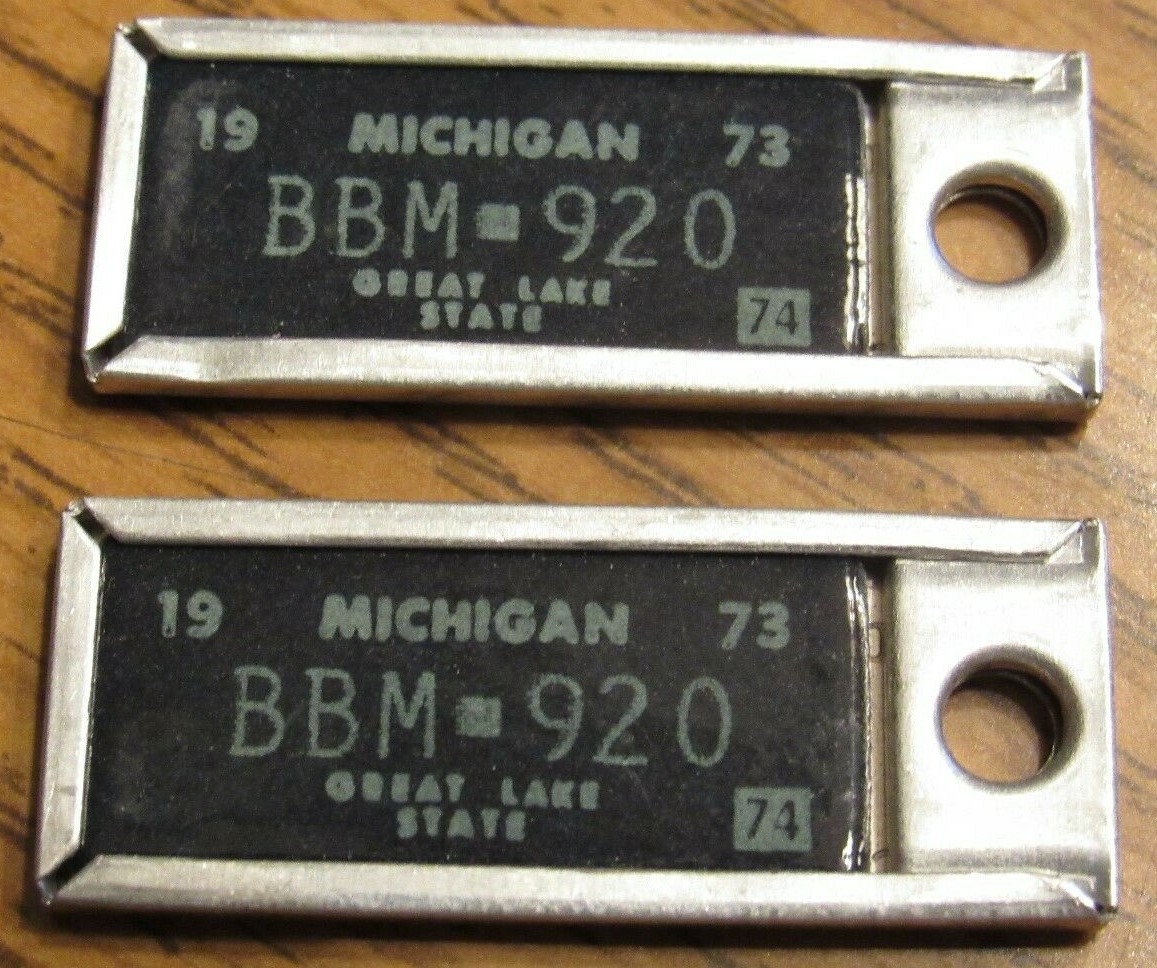 19 MICHIGAN 73
BBM▪920
GREAT LAKE
STATE 74
19 MICHIGAN 73
BBM▪920
GREAT LAKE
STATE 74